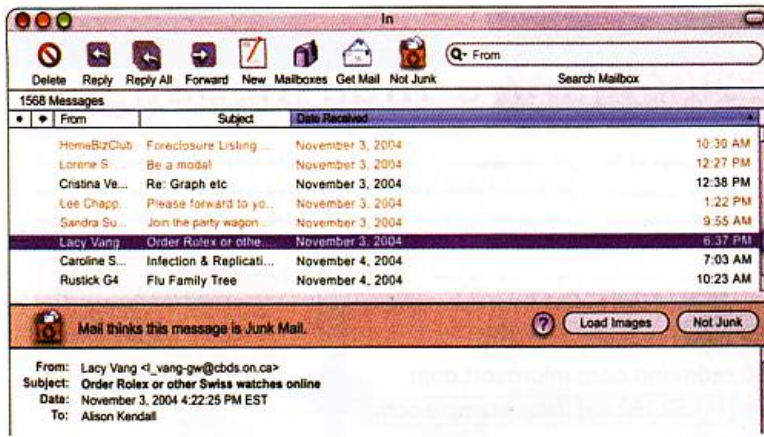 In
Delete Reply Reply All Forward New Mailboxes Get Mail Not Junk Search Mailbox
Q From
1568 Messages
From Subject Date Received
HomeBizClub Foreclosure Listing ... November 3, 2004 10:30 AM
Lorene S... Be a model November 3, 2004 12:27 PM
Cristina Ve... Re: Graph etc November 3, 2004 12:38 PM
Lee Chapp... Please forward to yo... November 3, 2004 1:22 PM
Sandra Su... Join the party wagon ... November 3, 2004 9:55 AM
Lacy Vang Order Rolex or othe... November 3, 2004 6:37 PM
Caroline S... Infection & Replicati... November 4, 2004 7:03 AM
Rustick G4 Flu Family Tree November 4, 2004 10:23 AM
Mail thinks this message is Junk Mail. ? Load Images Not Junk
From: Lacy Vang <l_vang-gw@cbds.on.ca>
Subject: Order Rolex or other Swiss watches online
Date: November 3, 2004 4:22:25 PM EST
To: Alison Kendall